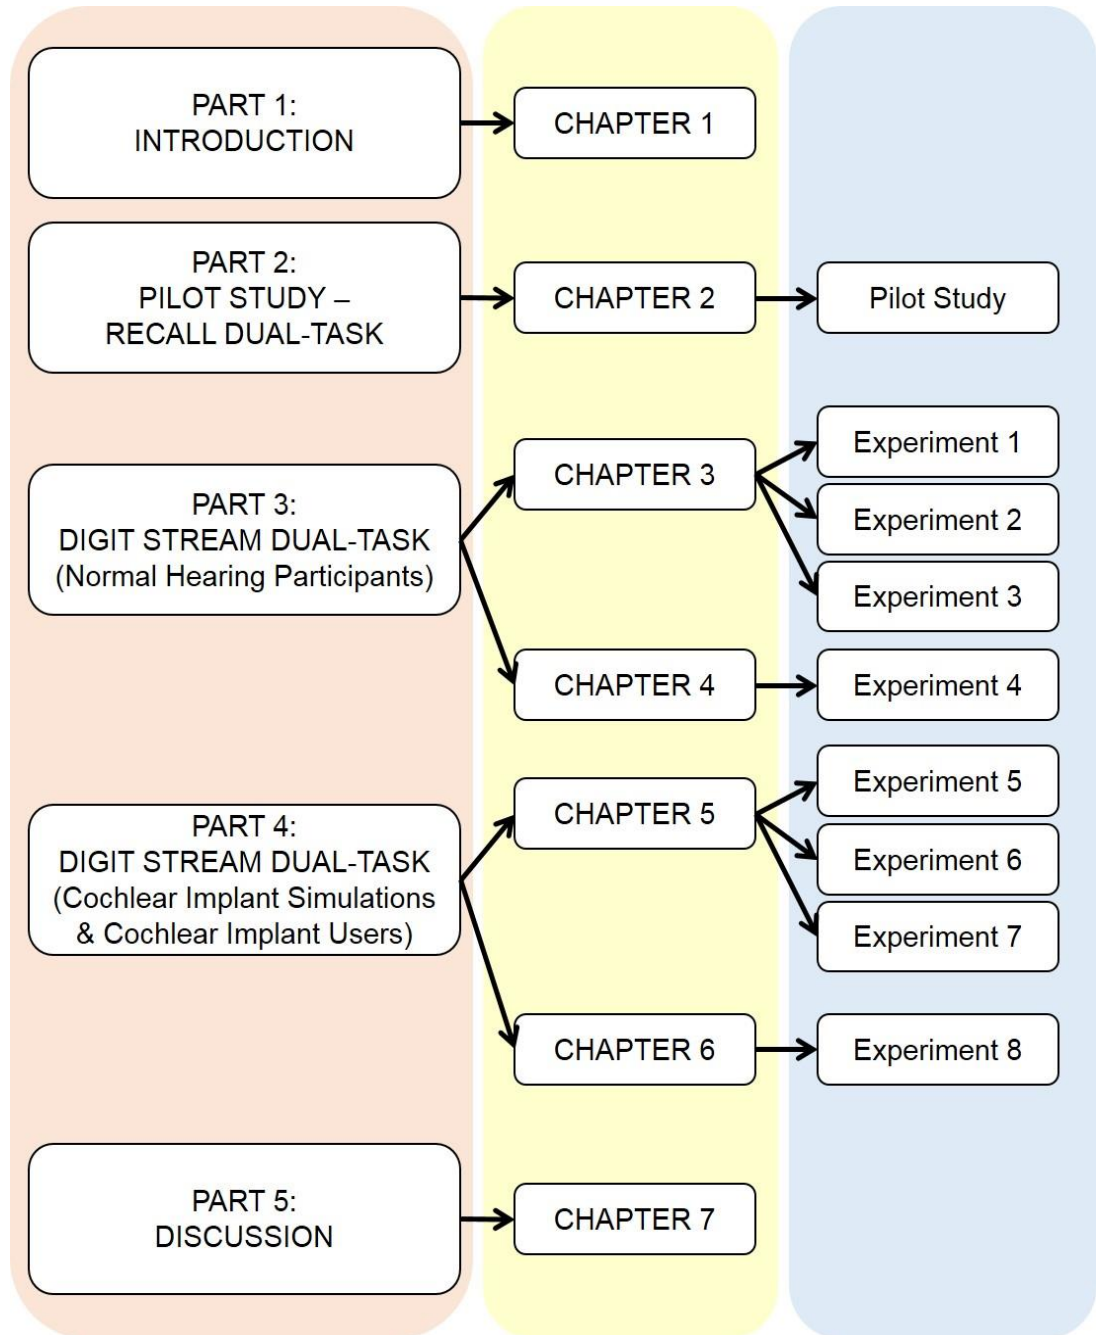 PART 1:
INTRODUCTION
CHAPTER 1
PART 2:
PILOT STUDY –
RECALL DUAL-TASK
CHAPTER 2
Pilot Study
PART 3:
DIGIT STREAM DUAL-TASK
(Normal Hearing Participants)
CHAPTER 3
Experiment 1
Experiment 2
Experiment 3
CHAPTER 4
Experiment 4
PART 4:
DIGIT STREAM DUAL-TASK
(Cochlear Implant Simulations
& Cochlear Implant Users)
CHAPTER 5
Experiment 5
Experiment 6
Experiment 7
CHAPTER 6
Experiment 8
PART 5:
DISCUSSION
CHAPTER 7